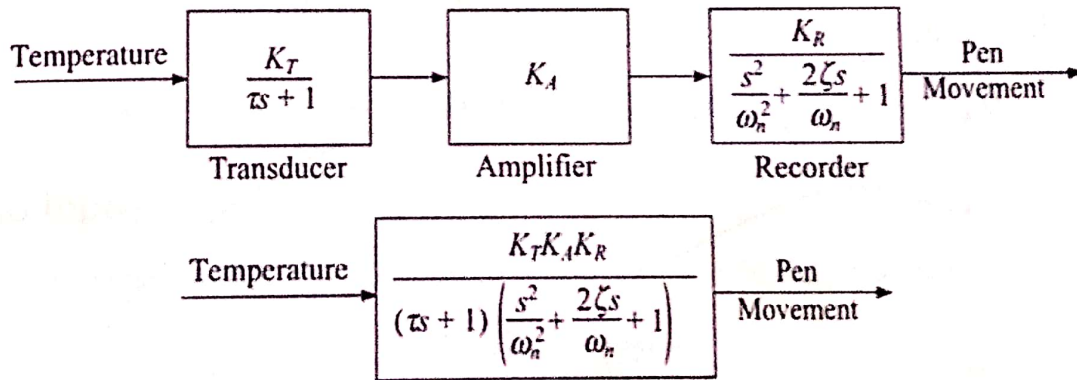 Temperature
K_T
τs + 1
Transducer
K_A
Amplifier
K_R
s² 2ζs
ω_n² + ω_n + 1
Recorder
Pen
Movement
Temperature
K_T K_A K_R
(τs + 1) (s²/ω_n² + 2ζs/ω_n + 1)
Pen
Movement